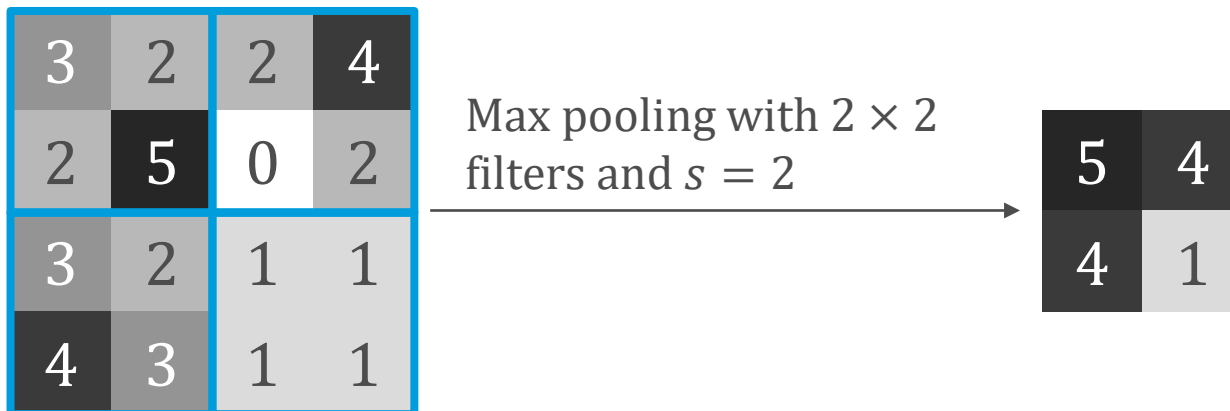 3 2 2 4
2 5 0 2
3 2 1 1
4 3 1 1
Max pooling with 2 × 2
filters and s = 2
5 4
4 1